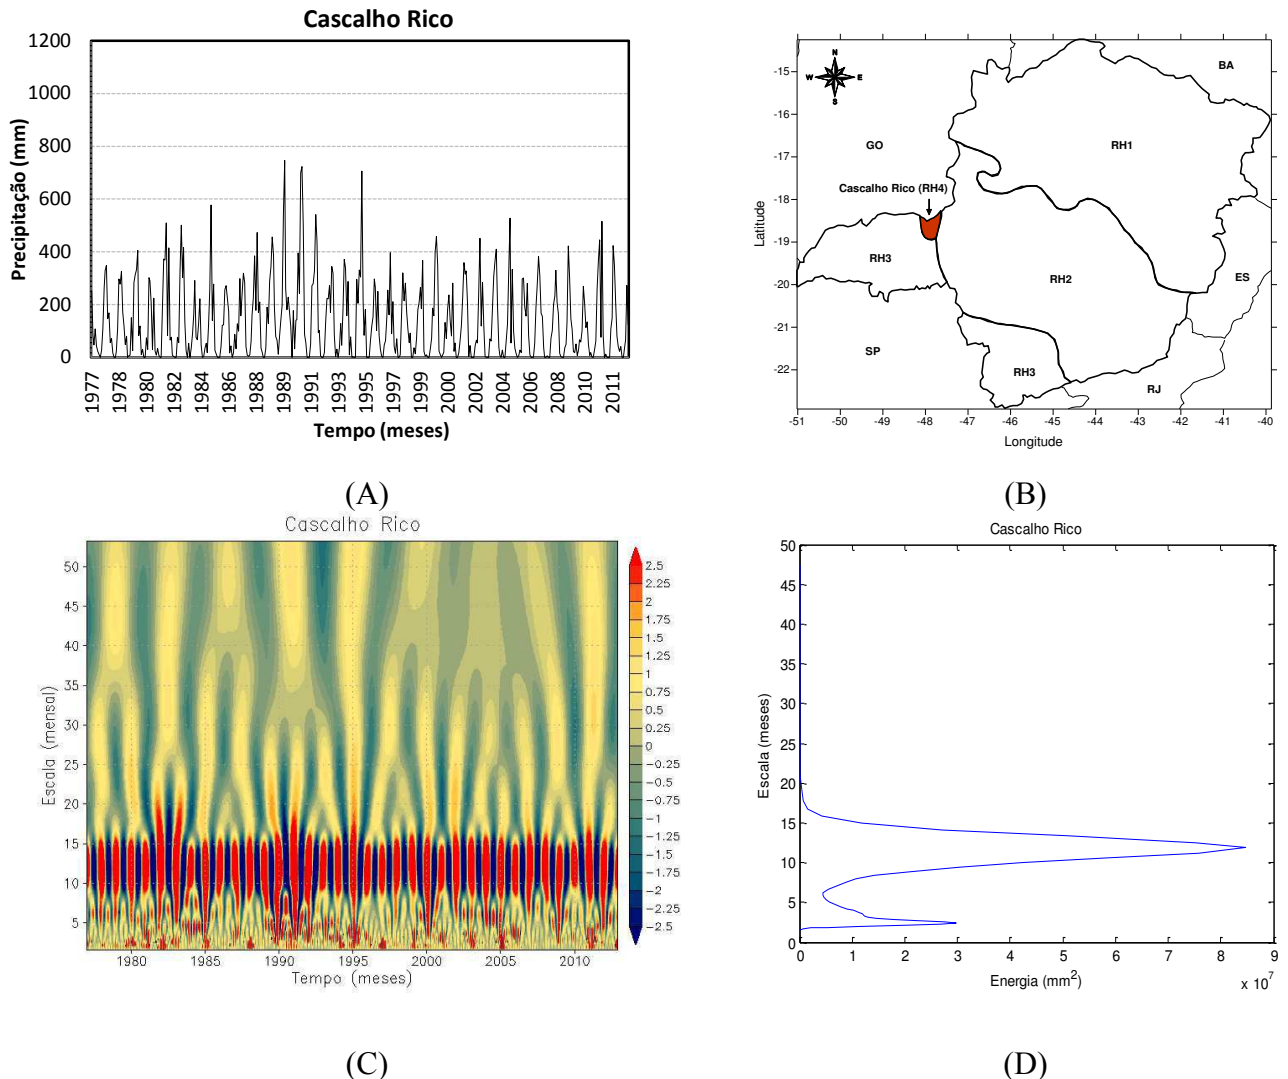 Cascalho Rico
1200
1000
800
600
400
200
0
Precipitação (mm)
1977
1978
1980
1982
1984
1986
1988
1989
1991
1993
1995
1997
1999
2000
2002
2004
2006
2008
2010
2011
Tempo (meses)
(A)
N
W
E
S
BA
GO
RH1
Cascalho Rico (RH4)
RH3
RH2
ES
SP
RH3
RJ
-15
-16
-17
-18
-19
-20
-21
-22
Latitude
-51 -50 -49 -48 -47 -46 -45 -44 -43 -42 -41 -40
Longitude
(B)
Cascalho Rico
50
45
40
35
30
25
20
15
10
5
Escala (mensal)
1980 1985 1990 1995 2000 2005 2010
Tempo (meses)
2.5
2.25
2
1.75
1.5
1.25
1
0.75
0.5
0.25
0
-0.25
-0.5
-0.75
-1
-1.25
-1.5
-1.75
-2
-2.25
-2.5
(C)
Cascalho Rico
50
45
40
35
30
25
20
15
10
5
0
Escala (meses)
0 1 2 3 4 5 6 7 8 9
Energia (mm²)
x 10⁷
(D)